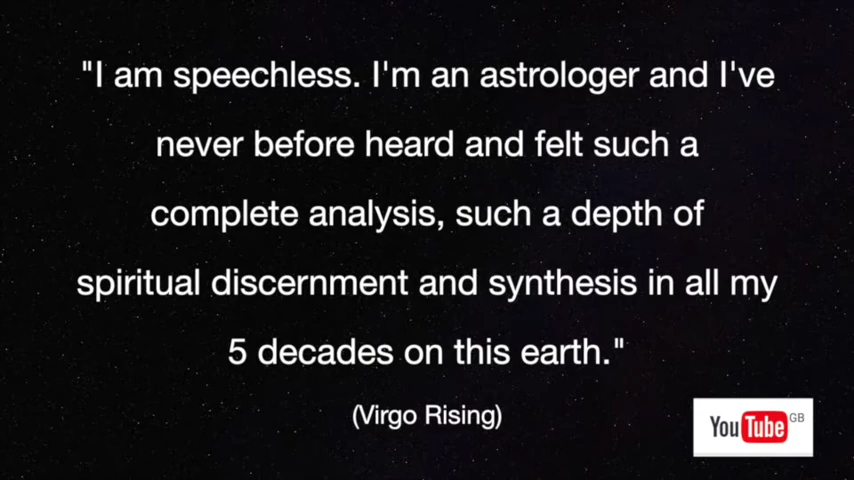 "I am speechless. I'm an astrologer and I've
never before heard and felt such a
complete analysis, such a depth of
spiritual discernment and synthesis in all my
5 decades on this earth."
(Virgo Rising)
YouTube GB